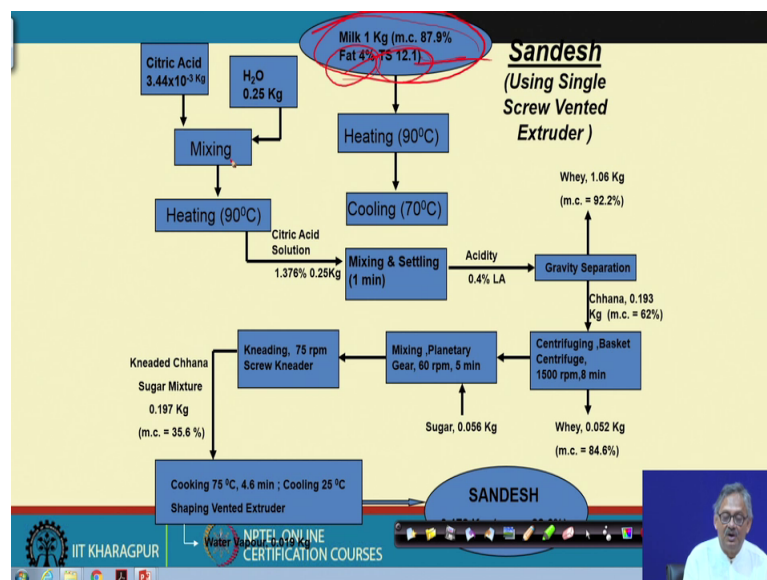 Milk 1 Kg (m.c. 87.9%
Fat 4% TS 12.1)
Sandesh
(Using Single
Screw Vented
Extruder )
Citric Acid
3.44x10⁻³ Kg
H₂O
0.25 Kg
Mixing
Heating (90⁰C)
Heating (90⁰C)
Cooling (70⁰C)
Citric Acid
Solution
1.376% 0.25Kg
Mixing & Settling
(1 min)
Acidity
0.4% LA
Gravity Separation
Whey, 1.06 Kg
(m.c. = 92.2%)
Chhana, 0.193
Kg (m.c. = 62%)
Centrifuging ,Basket
Centrifuge,
1500 rpm,8 min
Whey, 0.052 Kg
(m.c. = 84.6%)
Mixing ,Planetary
Gear, 60 rpm, 5 min
Sugar, 0.056 Kg
Kneading, 75 rpm
Screw Kneader
Kneaded Chhana
Sugar Mixture
0.197 Kg
(m.c. = 35.6 %)
Cooking 75 ⁰C, 4.6 min ; Cooling 25 ⁰C
Shaping Vented Extruder
SANDESH
Water Vapour, 0.019 Kg
IIT KHARAGPUR
NPTEL ONLINE
CERTIFICATION COURSES